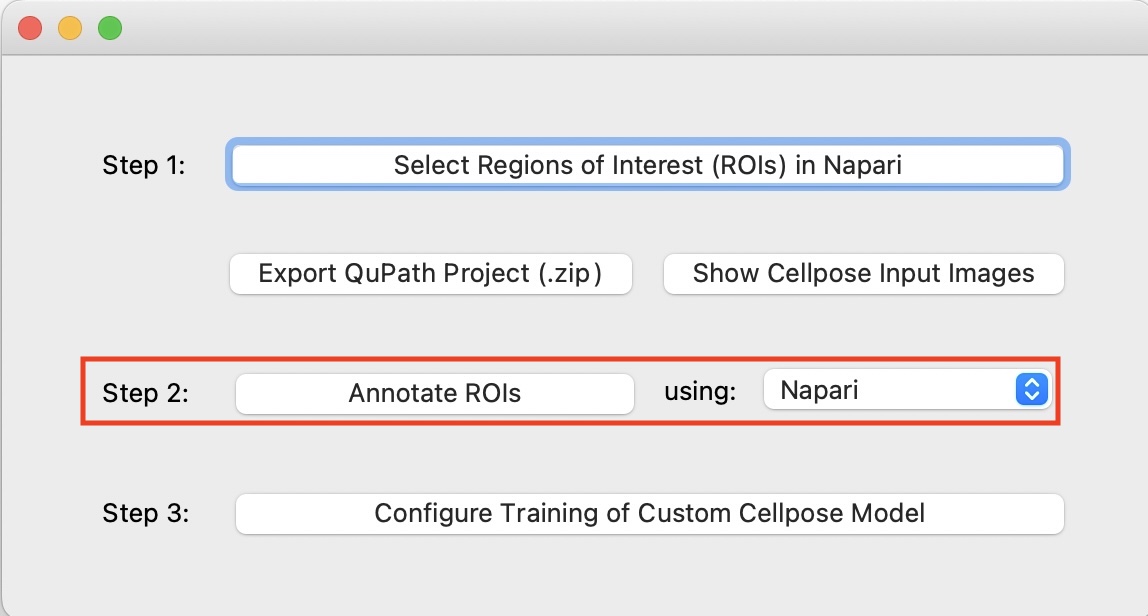 Step 1: Select Regions of Interest (ROIs) in Napari
Export QuPath Project (.zip) Show Cellpose Input Images
Step 2: Annotate ROIs using: Napari
Step 3: Configure Training of Custom Cellpose Model